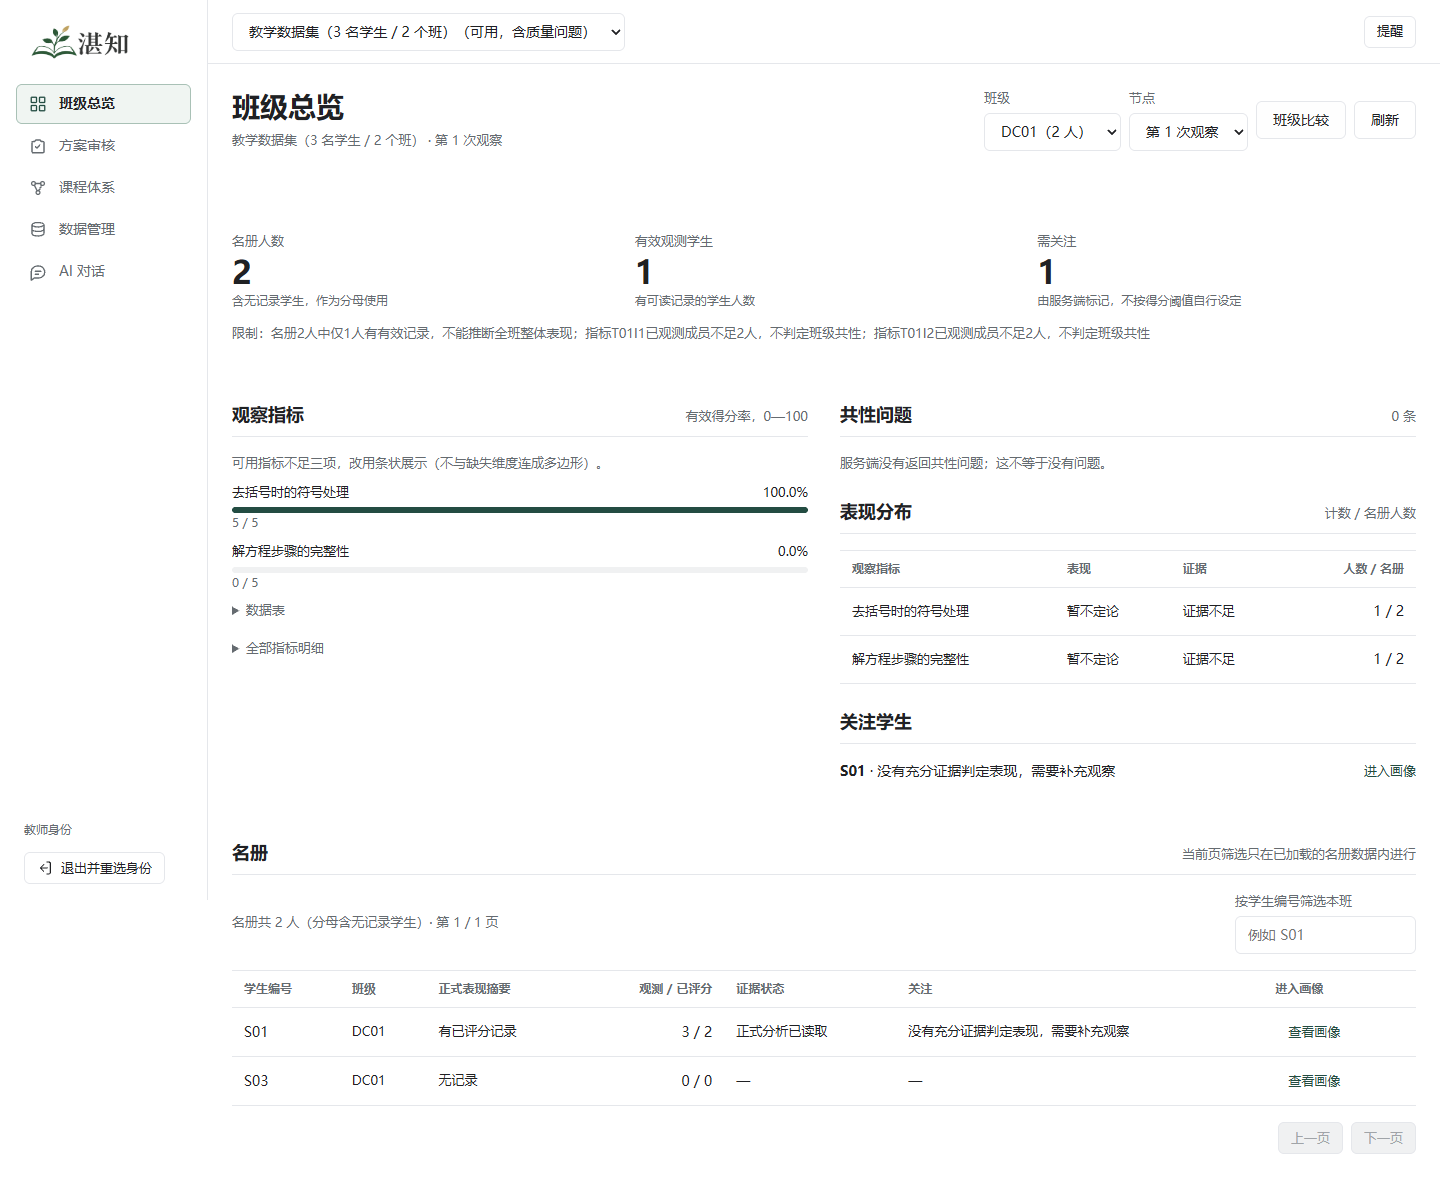 湛知
班级总览
方案审核
课程体系
数据管理
AI 对话
教师身份
退出并重选身份
教学数据集（3 名学生 / 2 个班）（可用，含质量问题）
提醒
班级总览
教学数据集（3 名学生 / 2 个班）· 第 1 次观察
班级
DC01（2 人）
节点
第 1 次观察
班级比较
刷新
名册人数
2
含无记录学生，作为分母使用
有效观测学生
1
有可读记录的学生人数
需关注
1
由服务端标记，不按得分阈值自行设定
限制：名册2人中仅1人有有效记录，不能推断全班整体表现；指标T01I1已观测成员不足2人，不判定班级共性；指标T01I2已观测成员不足2人，不判定班级共性
观察指标
有效得分率，0—100
可用指标不足三项，改用条状展示（不与缺失维度连成多边形）。
去括号时的符号处理 100.0%
5 / 5
解方程步骤的完整性 0.0%
0 / 5
数据表
全部指标明细
共性问题
0 条
服务端没有返回共性问题；这不等于没有问题。
表现分布
计数 / 名册人数
观察指标 表现 证据 人数 / 名册
去括号时的符号处理 暂不定论 证据不足 1 / 2
解方程步骤的完整性 暂不定论 证据不足 1 / 2
关注学生
S01 · 没有充分证据判定表现，需要补充观察 进入画像
名册
当前页筛选只在已加载的名册数据内进行
名册共 2 人（分母含无记录学生）· 第 1 / 1 页
按学生编号筛选本班
例如 S01
学生编号 班级 正式表现摘要 观测 / 已评分 证据状态 关注 进入画像
S01 DC01 有已评分记录 3 / 2 正式分析已读取 没有充分证据判定表现，需要补充观察 查看画像
S03 DC01 无记录 0 / 0 — — 查看画像
上一页
下一页